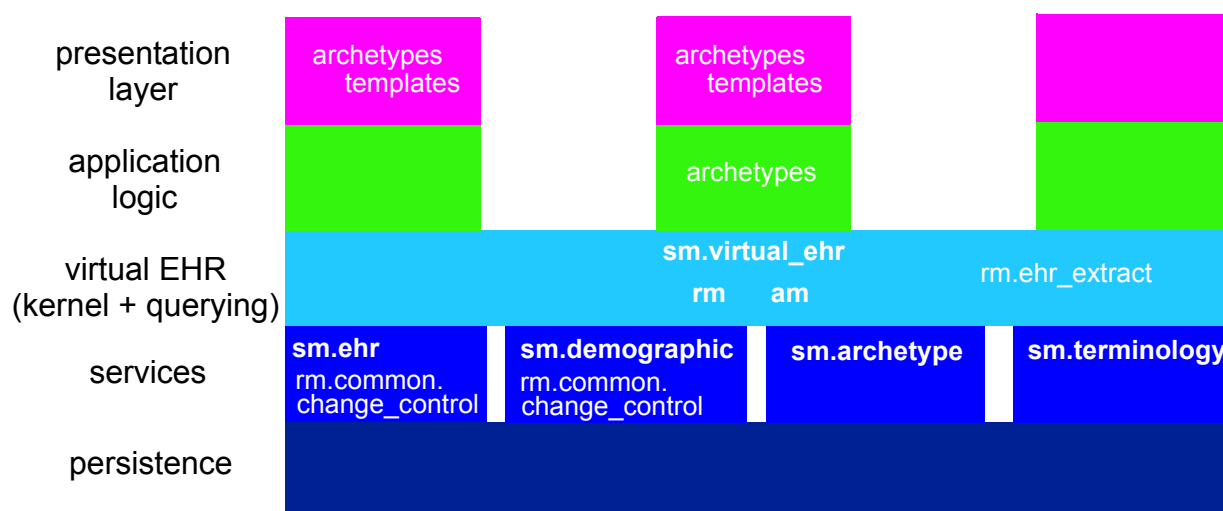 presentation
layer
archetypes
templates
archetypes
templates
application
logic
archetypes
virtual EHR
(kernel + querying)
sm.virtual_ehr
rm am
rm.ehr_extract
services
sm.ehr
rm.common.
change_control
sm.demographic
rm.common.
change_control
sm.archetype
sm.terminology
persistence